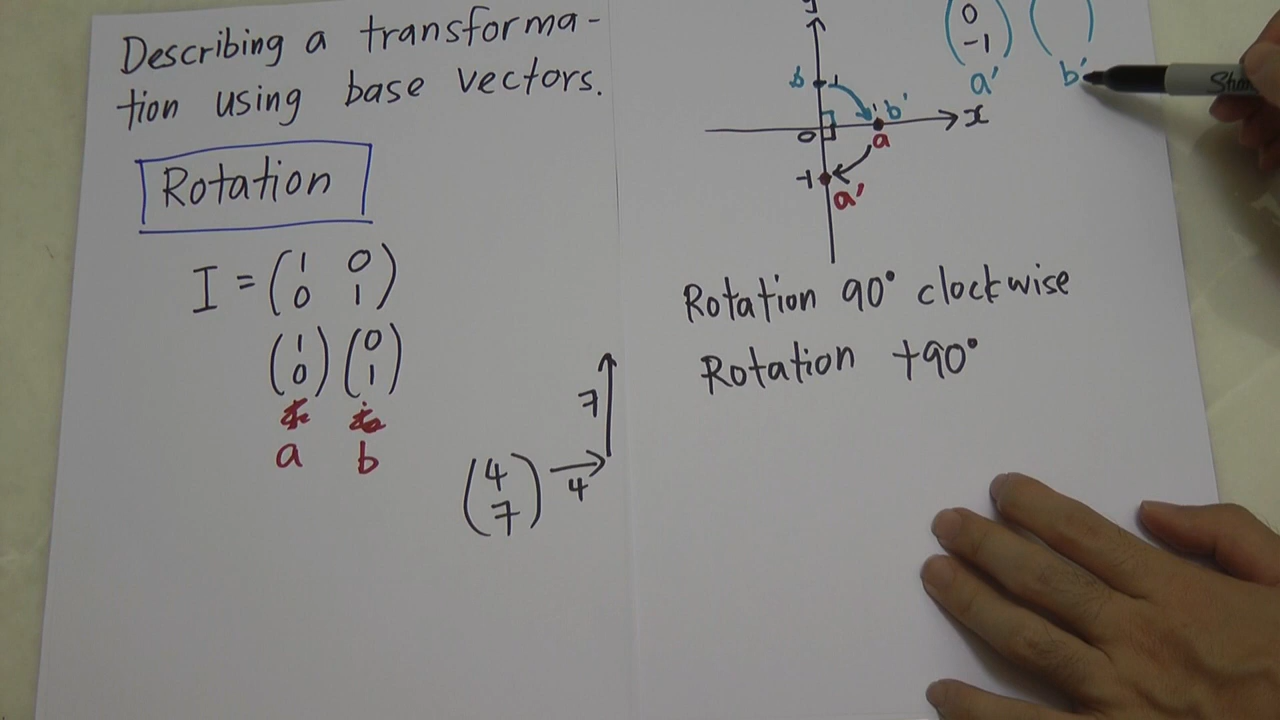 Describing a transforma-
tion using base vectors.
Rotation
I = (1 0
0 1)
(1
0) (0
1)
a b
(4
7)
4
7
y
b 1
b'
0
x
a
-1
a'
(0
-1) ( )
a' b'
Rotation 90° clockwise
Rotation +90°